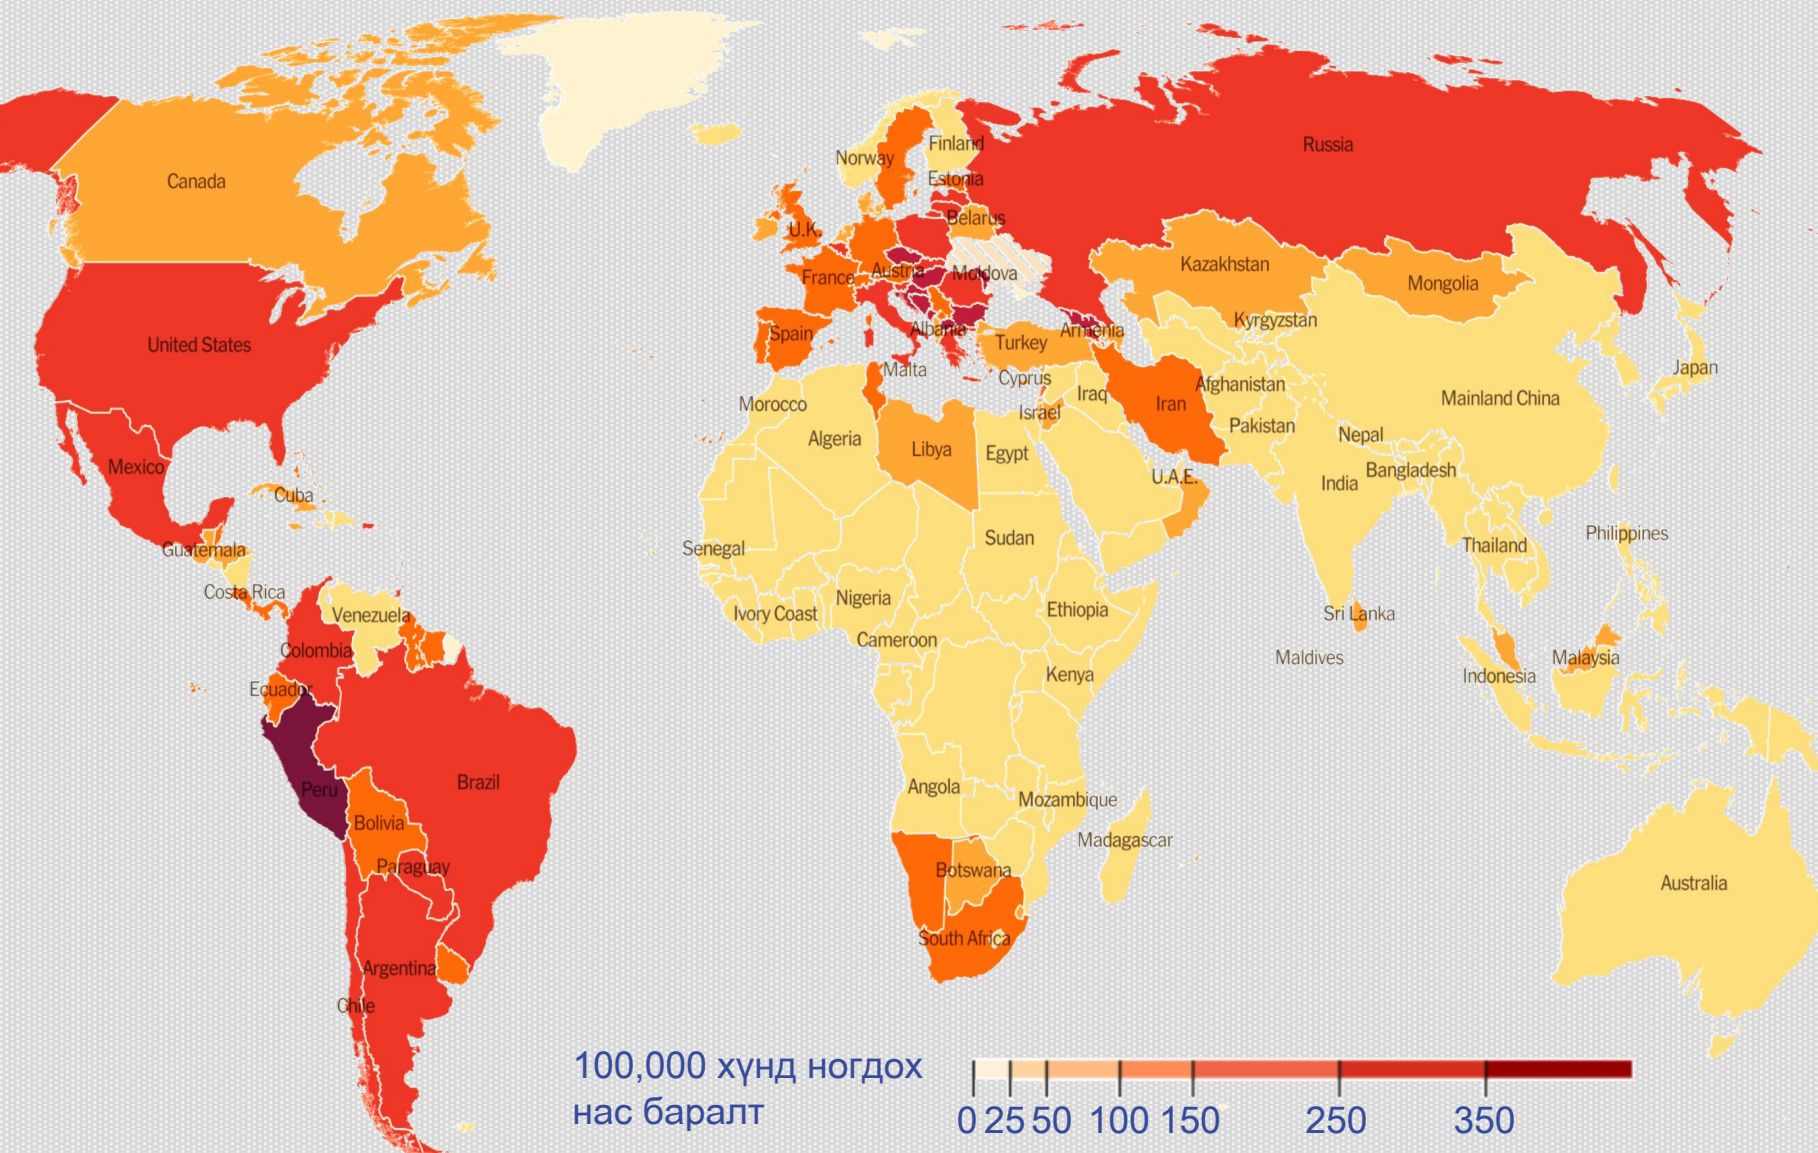 Canada
Norway
Finland
Russia
Estonia
Belarus
U.K.
France
Austria
Moldova
Kazakhstan
Mongolia
United States
Spain
Albania
Malta
Turkey
Armenia
Kyrgyzstan
Cyprus
Israel
Iraq
Iran
Afghanistan
Pakistan
Mainland China
Japan
Morocco
Algeria
Libya
Egypt
Nepal
Mexico
Cuba
U.A.E.
India
Bangladesh
Guatemala
Senegal
Sudan
Thailand
Philippines
Costa Rica
Venezuela
Ivory Coast
Nigeria
Ethiopia
Sri Lanka
Colombia
Cameroon
Maldives
Malaysia
Ecuador
Kenya
Indonesia
Peru
Brazil
Angola
Mozambique
Bolivia
Madagascar
Paraguay
Botswana
Australia
South Africa
Argentina
Chile
100,000 хүнд ногдох
нас баралт
0 25 50 100 150 250 350